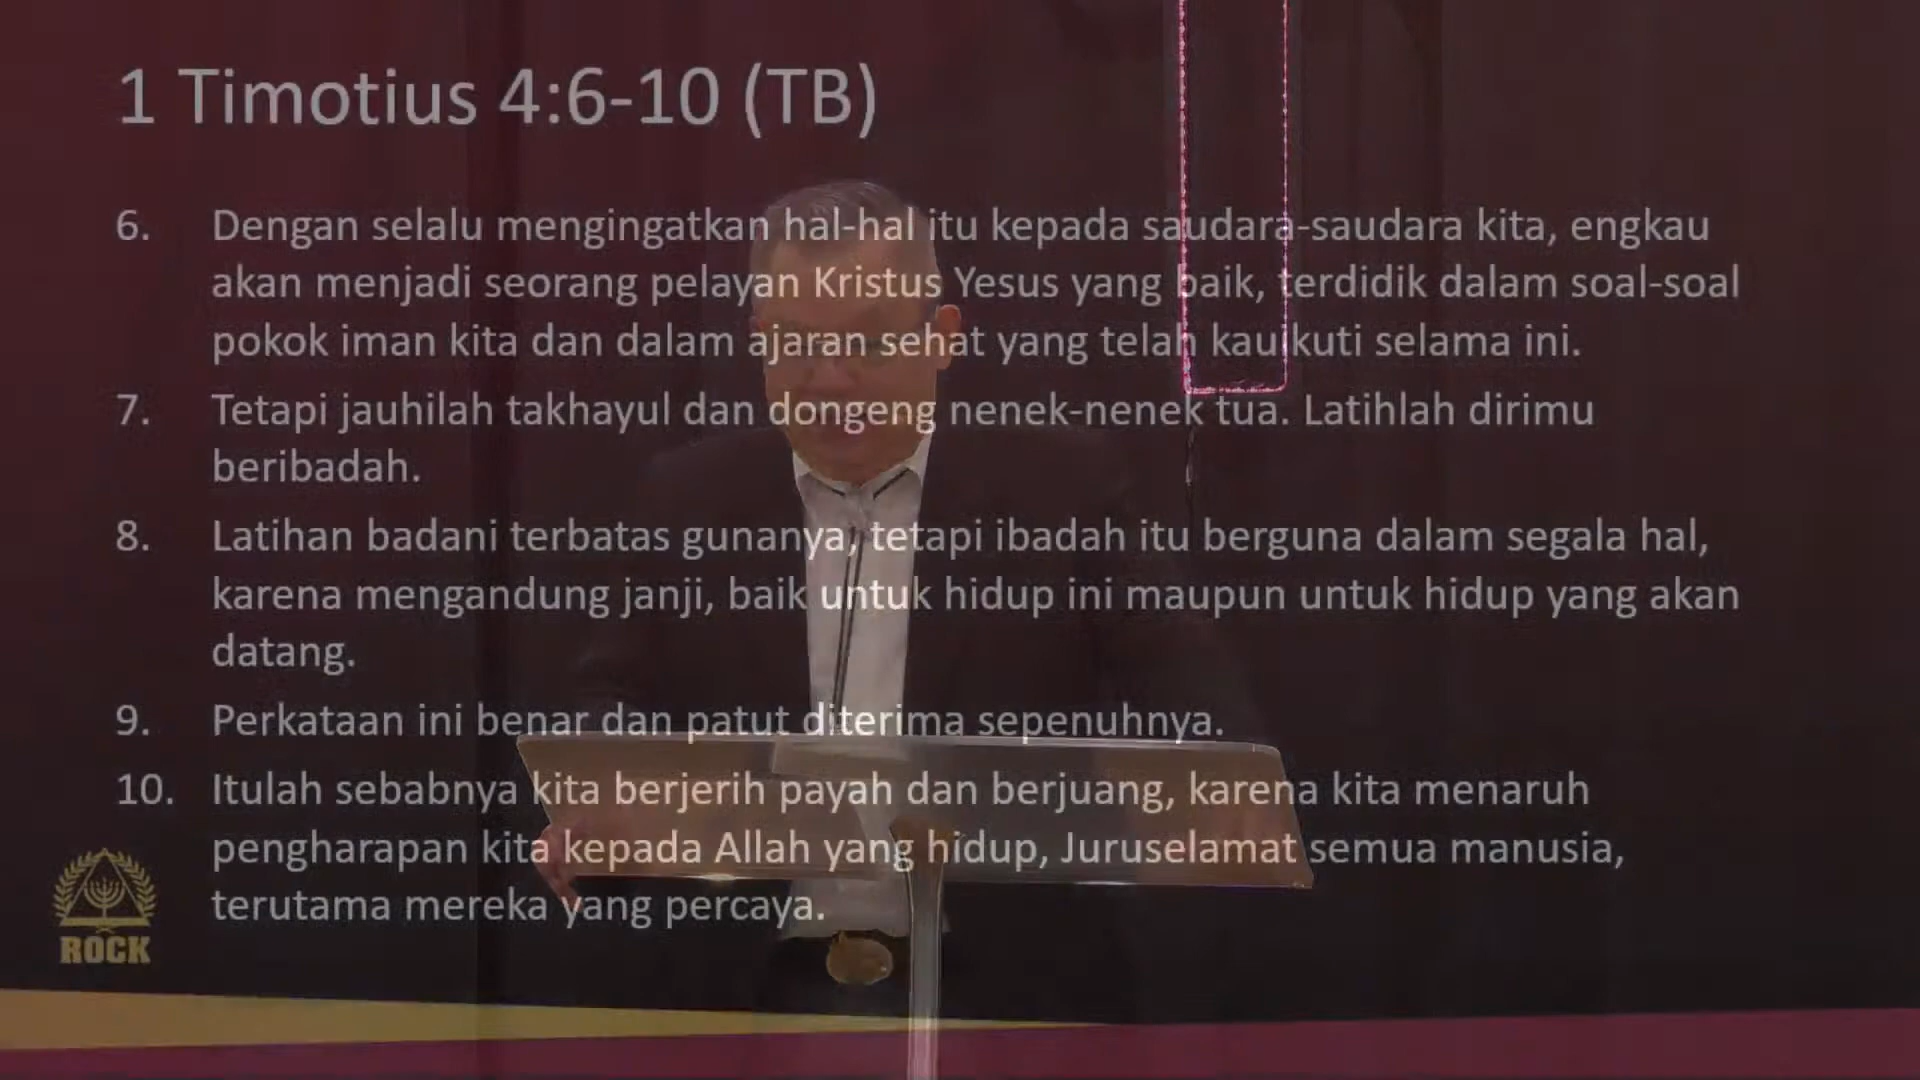 1 Timotius 4:6-10 (TB)
6. Dengan selalu mengingatkan hal-hal itu kepada saudara-saudara kita, engkau
akan menjadi seorang pelayan Kristus Yesus yang baik, terdidik dalam soal-soal
pokok iman kita dan dalam ajaran sehat yang telah kauikuti selama ini.
7. Tetapi jauhilah takhayul dan dongeng nenek-nenek tua. Latihlah dirimu
beribadah.
8. Latihan badani terbatas gunanya, tetapi ibadah itu berguna dalam segala hal,
karena mengandung janji, baik untuk hidup ini maupun untuk hidup yang akan
datang.
9. Perkataan ini benar dan patut diterima sepenuhnya.
10. Itulah sebabnya kita berjerih payah dan berjuang, karena kita menaruh
pengharapan kita kepada Allah yang hidup, Juruselamat semua manusia,
terutama mereka yang percaya.
ROCK